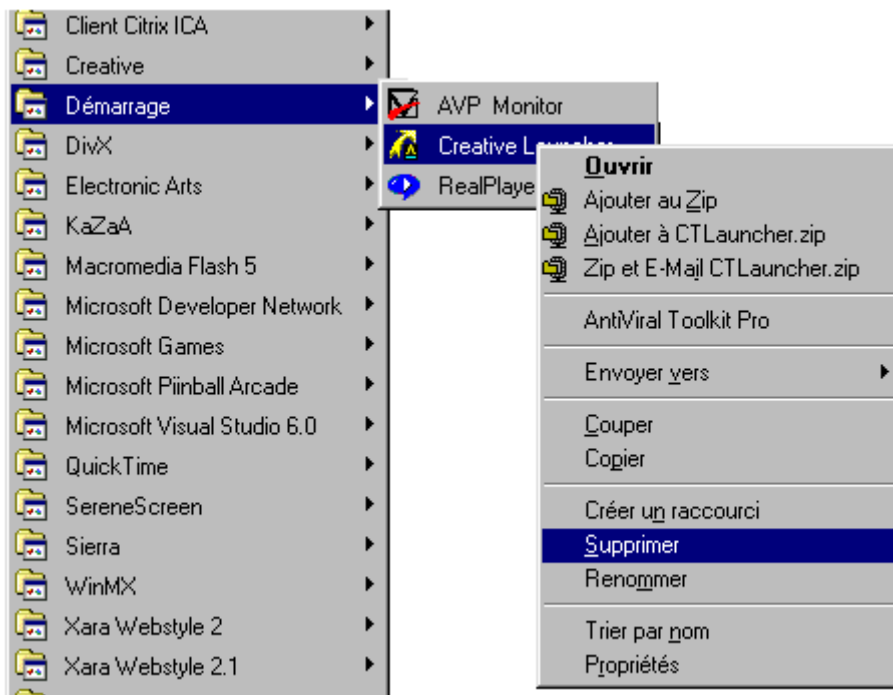 Client Citrix ICA
Creative
Démarrage
DivX
Electronic Arts
KaZaA
Macromedia Flash 5
Microsoft Developer Network
Microsoft Games
Microsoft Piinball Arcade
Microsoft Visual Studio 6.0
QuickTime
SereneScreen
Sierra
WinMX
Xara Webstyle 2
Xara Webstyle 2.1
AVP Monitor
Creative Launcher
RealPlaye
Ouvrir
Ajouter au Zip
Ajouter à CTLauncher.zip
Zip et E-Mail CTLauncher.zip
AntiViral Toolkit Pro
Envoyer vers
Couper
Copier
Créer un raccourci
Supprimer
Renommer
Trier par nom
Propriétés